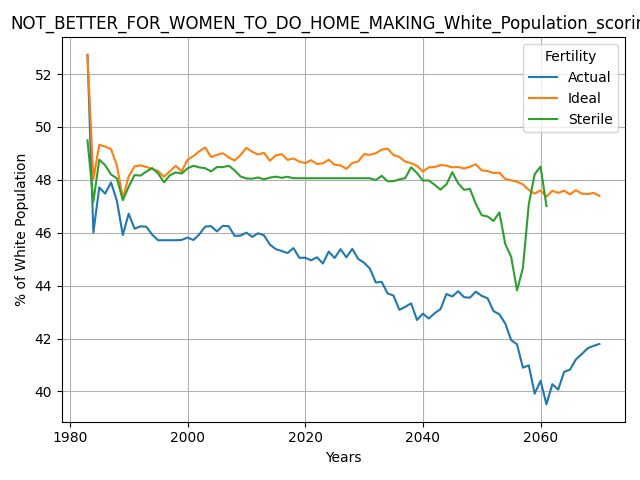 NOT_BETTER_FOR_WOMEN_TO_DO_HOME_MAKING_White_Population_scorin
Fertility
Actual
Ideal
Sterile
% of White Population
52
50
48
46
44
42
40
1980
2000
2020
2040
2060
Years